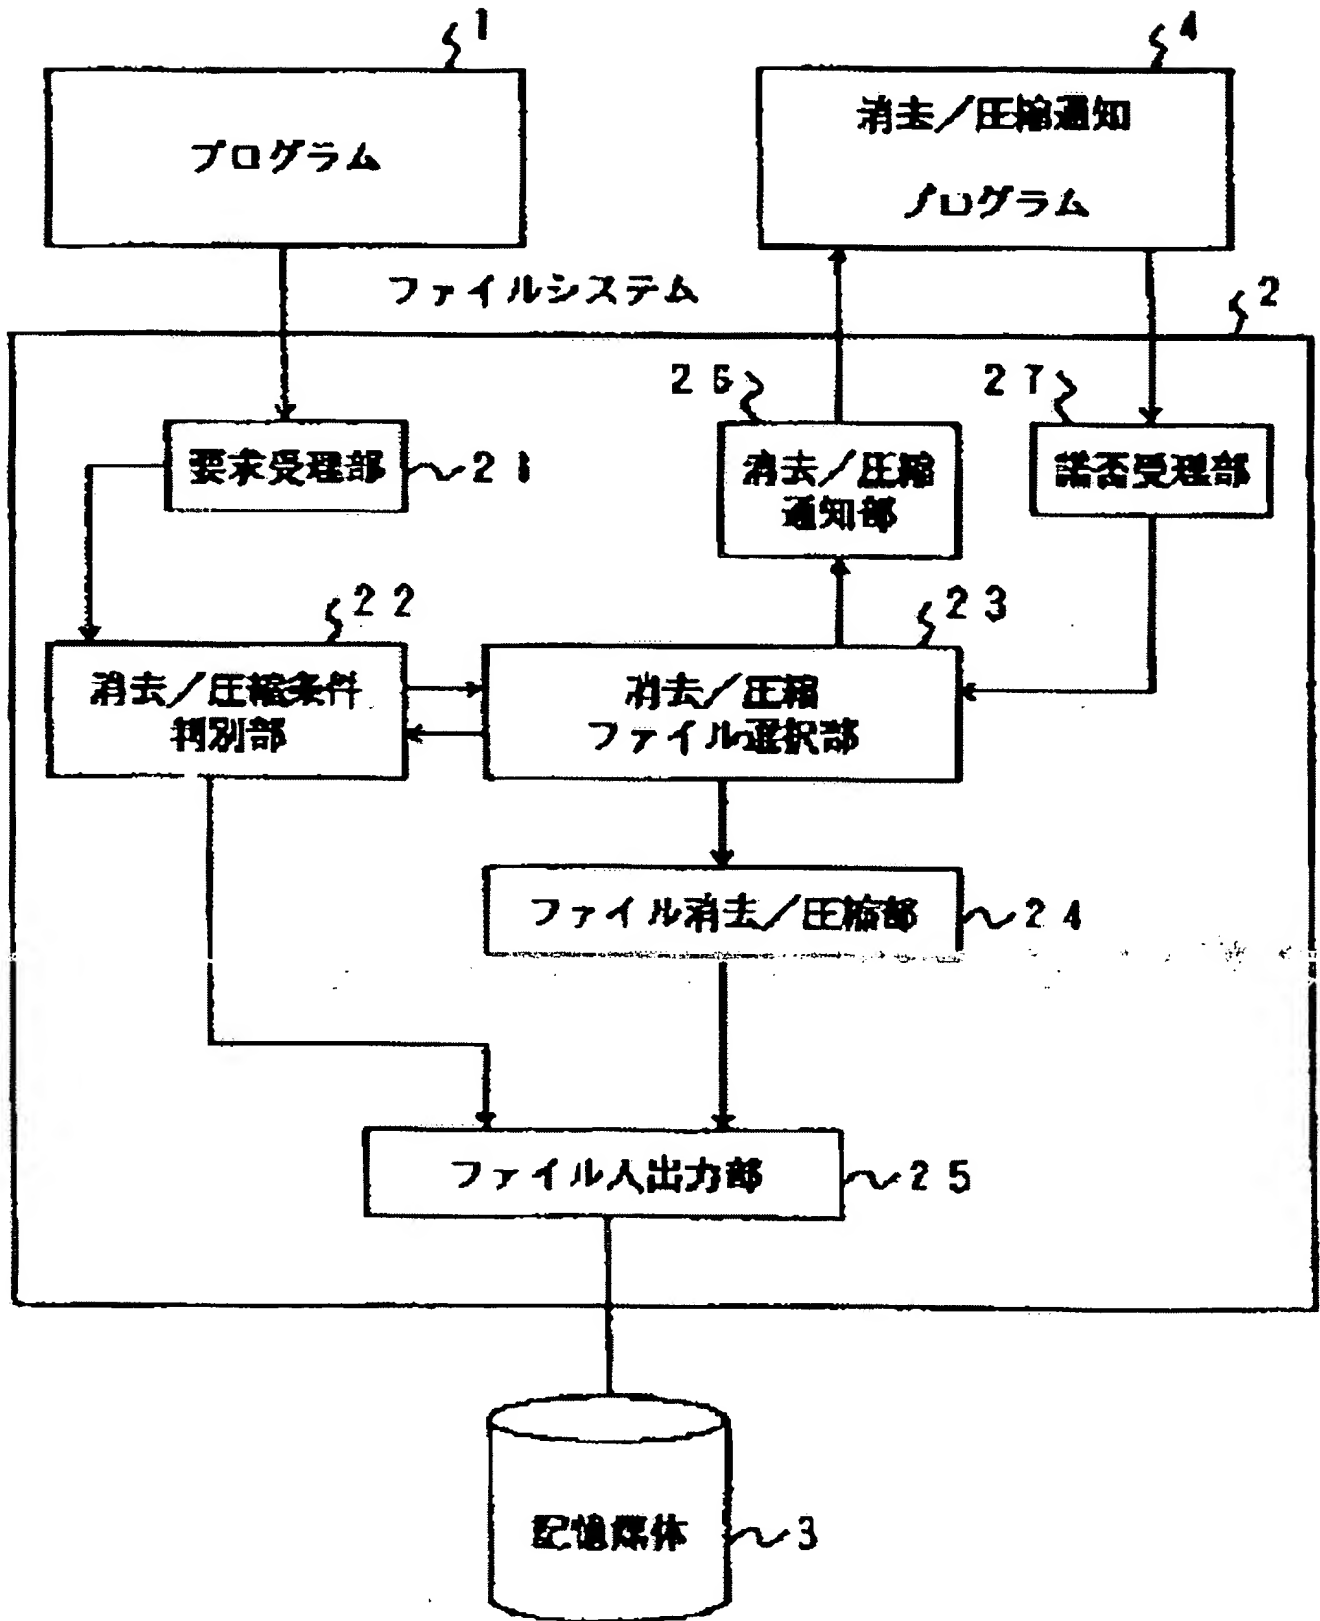 1
プログラム
4
消去／圧縮通知
プログラム
ファイルシステム
2
要求受理部
21
26
消去／圧縮
通知部
27
諾否受理部
22
消去／圧縮条件
判別部
23
消去／圧縮
ファイル選択部
ファイル消去／圧縮部
24
ファイル入出力部
25
記憶媒体
3